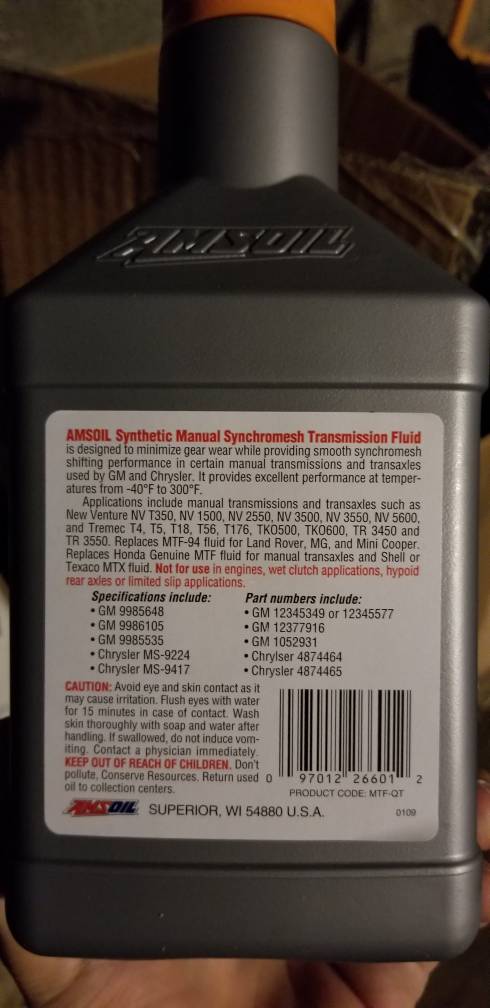 AMSOIL
AMSOIL Synthetic Manual Synchromesh Transmission Fluid
is designed to minimize gear wear while providing smooth synchromesh
shifting performance in certain manual transmissions and transaxles
used by GM and Chrysler. It provides excellent performance at temper-
atures from -40°F to 300°F.
Applications include manual transmissions and transaxles such as
New Venture NV T350, NV 1500, NV 2550, NV 3500, NV 3550, NV 5600,
and Tremec T4, T5, T18, T56, T176, TKO500, TKO600, TR 3450 and
TR 3550. Replaces MTF-94 fluid for Land Rover, MG, and Mini Cooper.
Replaces Honda Genuine MTF fluid for manual transaxles and Shell or
Texaco MTX fluid. Not for use in engines, wet clutch applications, hypoid
rear axles or limited slip applications.
Specifications include:
• GM 9985648
• GM 9986105
• GM 9985535
• Chrysler MS-9224
• Chrysler MS-9417
Part numbers include:
• GM 12345349 or 12345577
• GM 12377916
• GM 1052931
• Chrylser 4874464
• Chrysler 4874465
CAUTION: Avoid eye and skin contact as it
may cause irritation. Flush eyes with water
for 15 minutes in case of contact. Wash
skin thoroughly with soap and water after
handling. If swallowed, do not induce vom-
iting. Contact a physician immediately.
KEEP OUT OF REACH OF CHILDREN. Don't
pollute, Conserve Resources. Return used
oil to collection centers.
0 97012 26601 2
PRODUCT CODE: MTF-QT
AMSOIL SUPERIOR, WI 54880 U.S.A.
0109